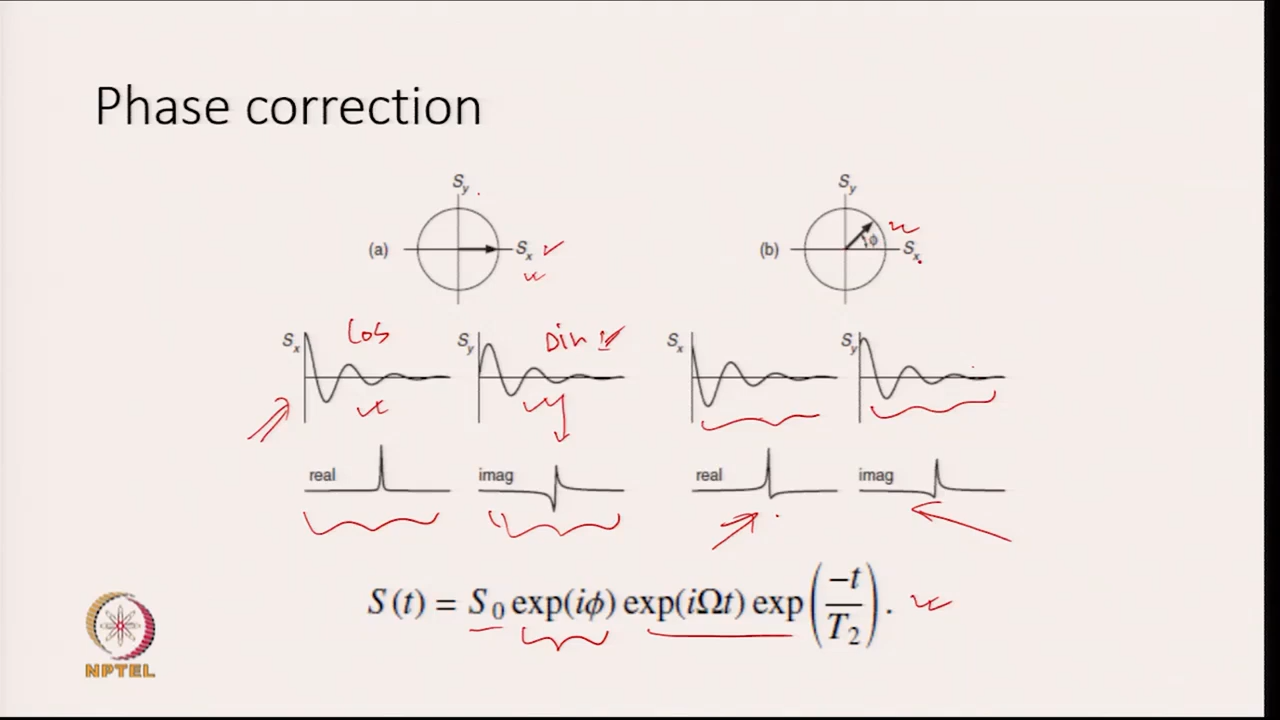 Phase correction
S_y
S_y
(a)
S_x
(b)
ϕ
S_x
S_x
Cos
S_y
Sin
S_x
S_y
real
imag
real
imag
S(t) = S_0 exp(iϕ) exp(iΩt) exp(-t/T_2).
NPTEL